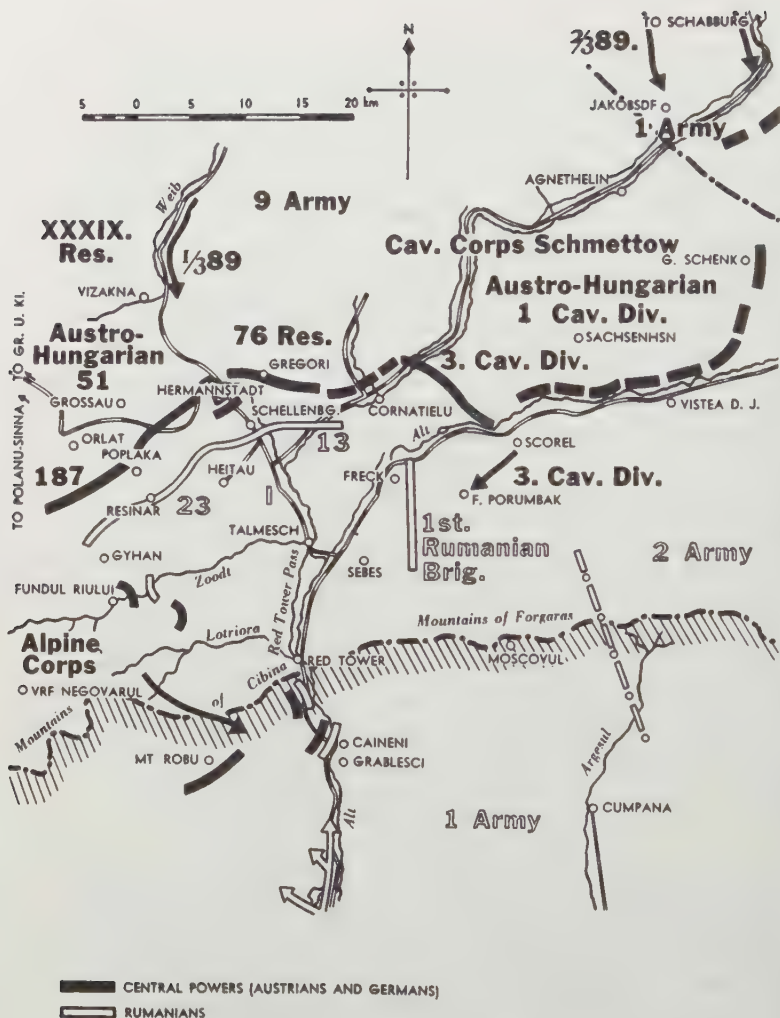 TO SCHABBURG
2/3 89.
N
5 0 5 10 15 20 km
JAKOBSDF
1 Army
AGNETHELIN
Weib
9 Army
XXXIX.
Res.
1/3 89
Cav. Corps Schmettow
G. SCHENK
VIZAKNA
Austro-Hungarian
1 Cav. Div.
SACHSENHSN
TO GR. U. KI.
Austro-
Hungarian
51
76 Res.
GREGORI
3. Cav. Div.
HERMANNSTADT
GROSSAU
SCHELLENBG.
CORNATIELU
VISTEA D. J.
ORLAT
POPLAKA
13
Alt
SCOREL
187
HEITAU
FRECK
3. Cav. Div.
TO POLANU-SINNA,
RESINAR
23
I
F. PORUMBAK
1st.
Rumanian
Brig.
TALMESCH
GYHAN
SEBES
2 Army
Zoodt
FUNDUL RIULUI
Red Tower Pass
Mountains of Forgaras
Alpine
Corps
Lotriora
MOSCOVUL
RED TOWER
VRF NEGOVARUL
Mountains of Cibina
CAINENI
MT ROBU
GRABLESCI
Argesul
Alt
1 Army
CUMPANA
CENTRAL POWERS (AUSTRIANS AND GERMANS)
RUMANIANS